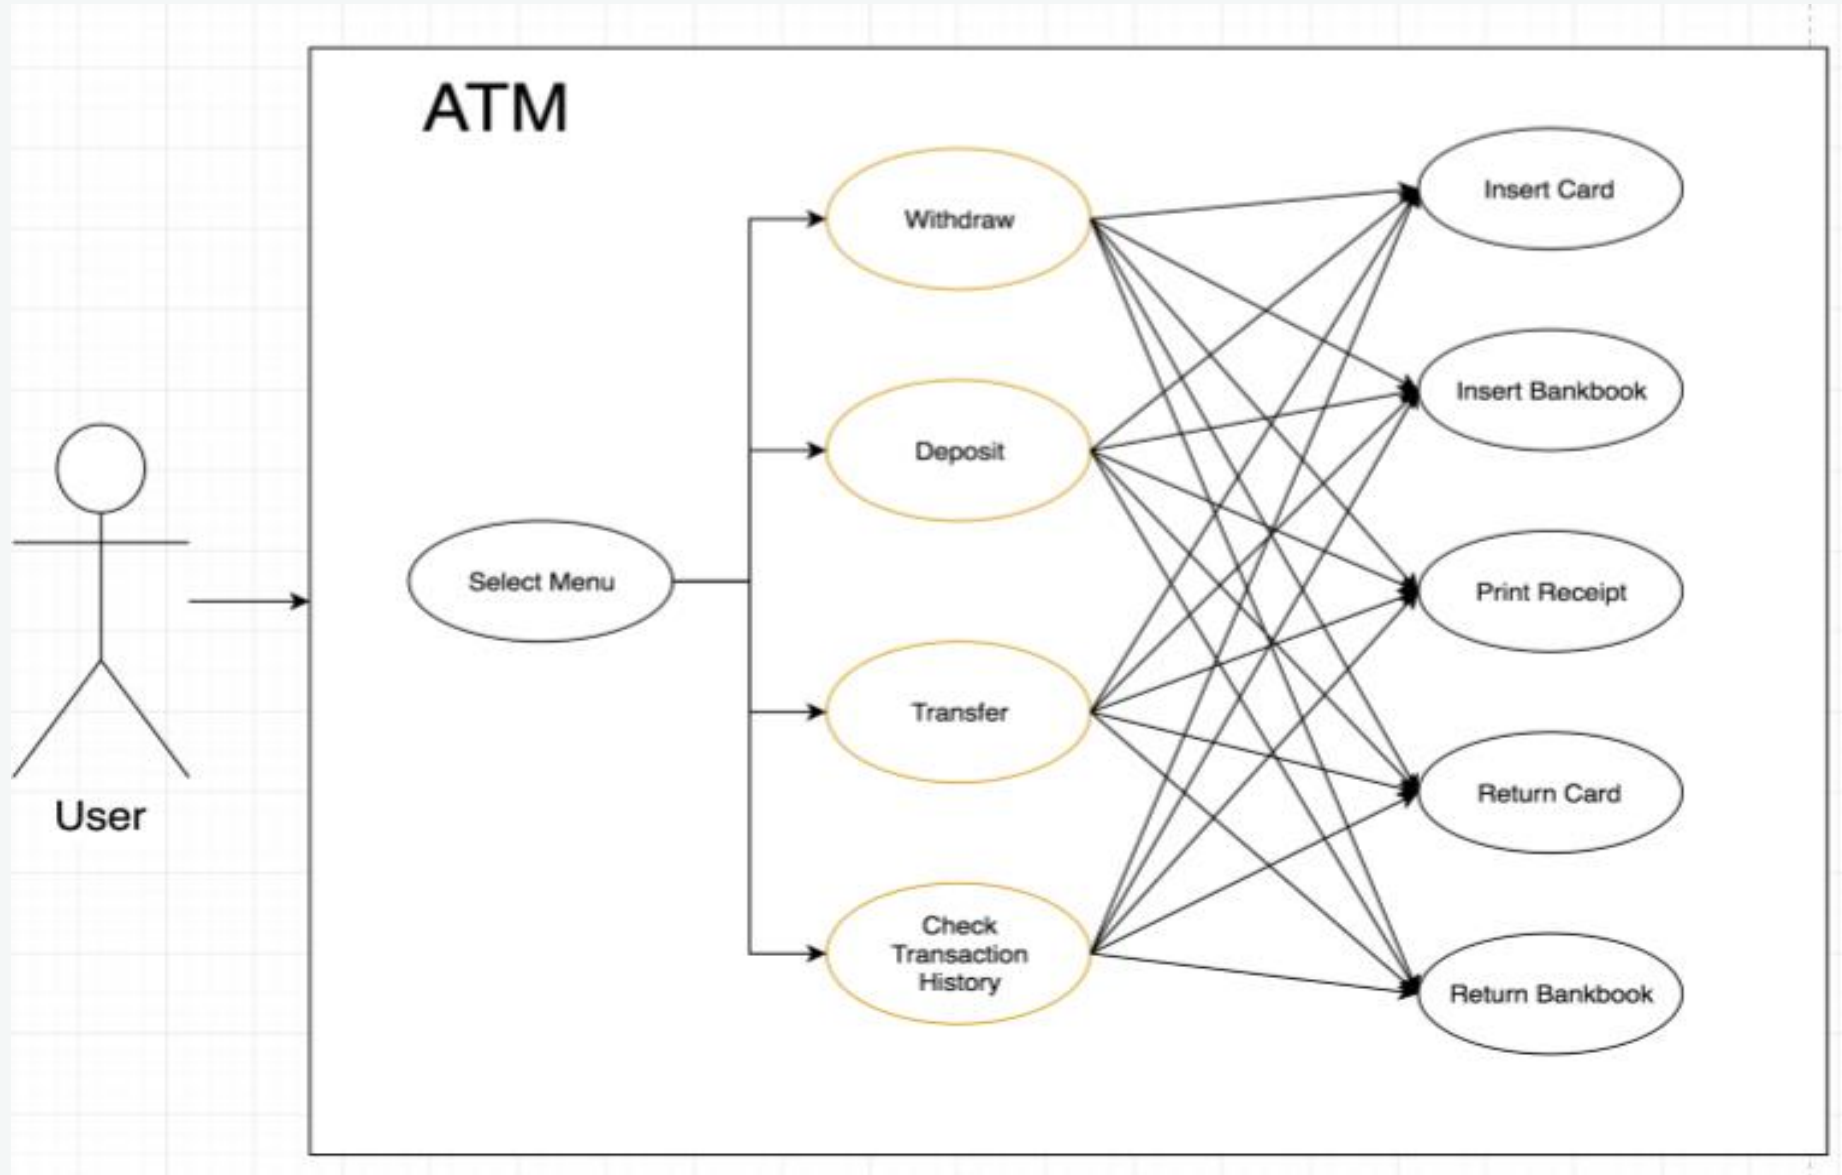 ATM
User
Select Menu
Withdraw
Deposit
Transfer
Check
Transaction
History
Insert Card
Insert Bankbook
Print Receipt
Return Card
Return Bankbook